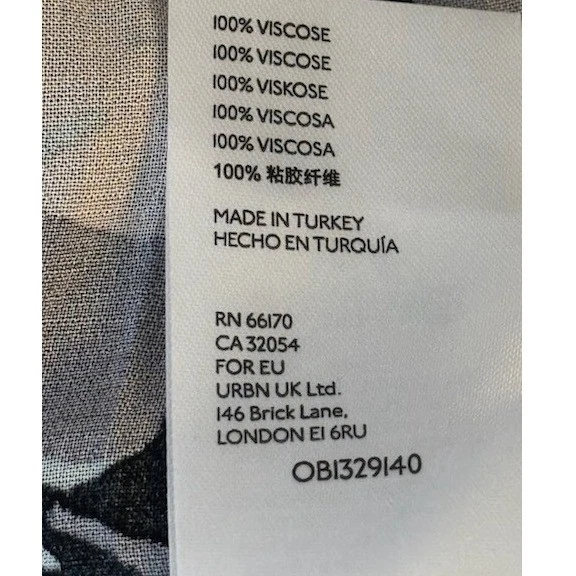 100% VISCOSE
100% VISCOSE
100% VISKOSE
100% VISCOSA
100% VISCOSA
100% 粘胶纤维
MADE IN TURKEY
HECHO EN TURQUÍA
RN 66170
CA 32054
FOR EU
URBN UK Ltd.
146 Brick Lane,
LONDON E1 6RU
OB1329140